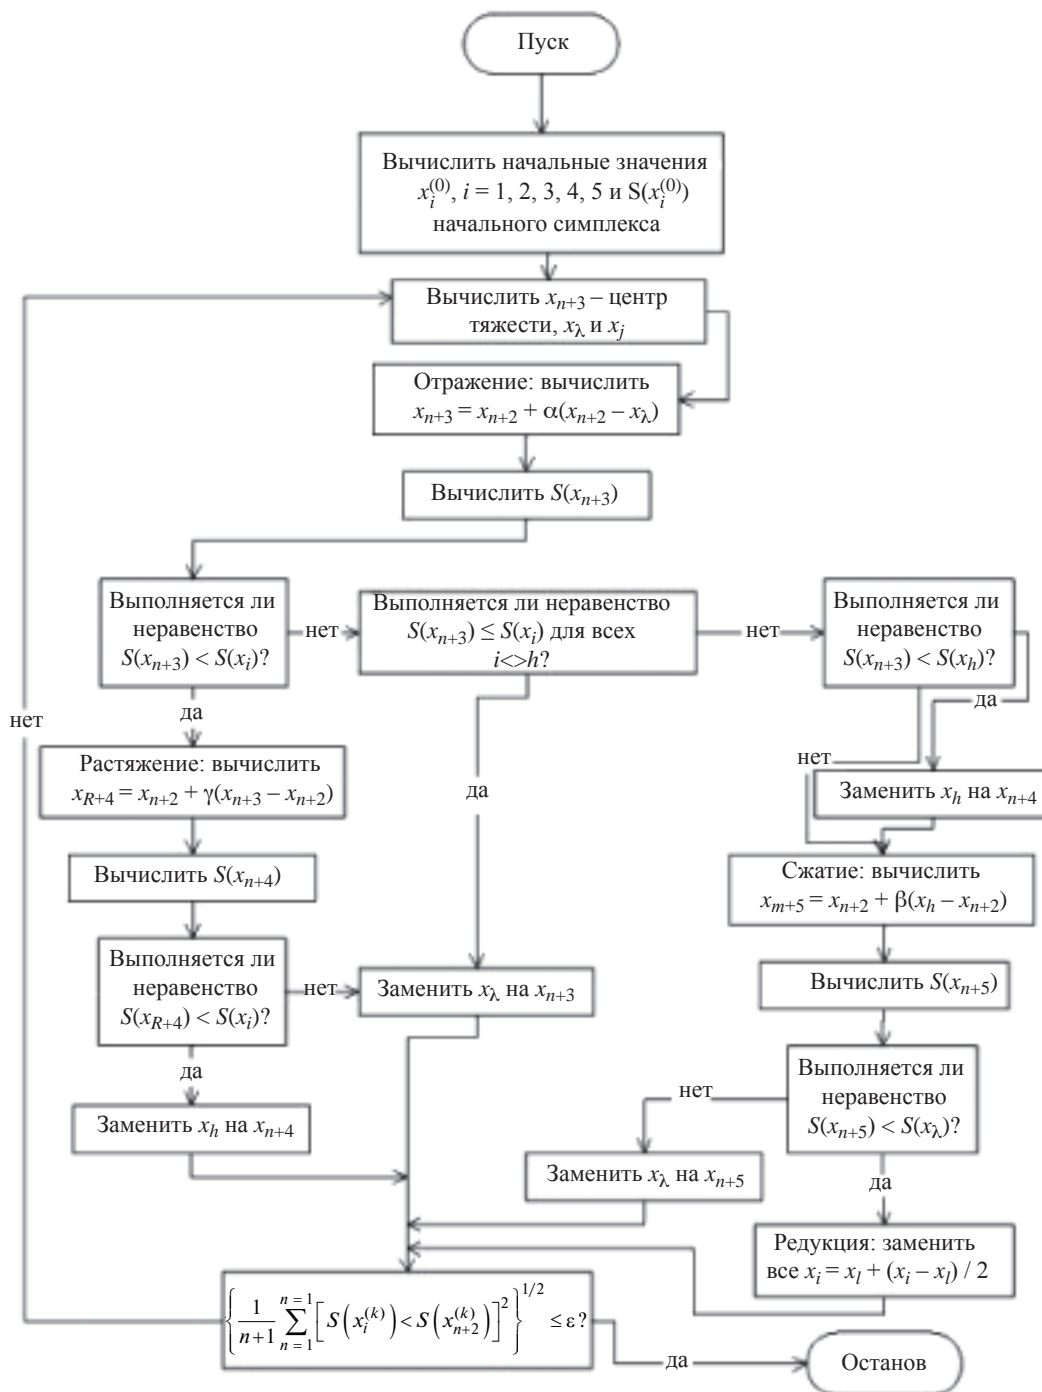 Пуск
Вычислить начальные значения
x_i^{(0)}, i = 1, 2, 3, 4, 5 и S(x_i^{(0)})
начального симплекса
Вычислить x_{n+3} – центр
тяжести, x_λ и x_j
Отражение: вычислить
x_{n+3} = x_{n+2} + α(x_{n+2} – x_λ)
Вычислить S(x_{n+3})
Выполняется ли
неравенство
S(x_{n+3}) < S(x_i)?
нет
Выполняется ли неравенство
S(x_{n+3}) ≤ S(x_i) для всех
i<>h?
нет
Выполняется ли
неравенство
S(x_{n+3}) < S(x_h)?
нет
да
да
нет
да
Растяжение: вычислить
x_{R+4} = x_{n+2} + γ(x_{n+3} – x_{n+2})
Заменить x_h на x_{n+4}
Вычислить S(x_{n+4})
Сжатие: вычислить
x_{m+5} = x_{n+2} + β(x_h – x_{n+2})
Выполняется ли
неравенство
S(x_{R+4}) < S(x_i)?
нет
Заменить x_λ на x_{n+3}
Вычислить S(x_{n+5})
да
Выполняется ли
неравенство
S(x_{n+5}) < S(x_λ)?
нет
Заменить x_h на x_{n+4}
Заменить x_λ на x_{n+5}
да
Редукция: заменить
все x_i = x_l + (x_i – x_l) / 2
{\frac{1}{n+1} \sum_{n=1}^{n=1} [S(x_i^{(k)}) < S(x_{n+2}^{(k)})]^2}^{1/2} ≤ ε?
да
Останов